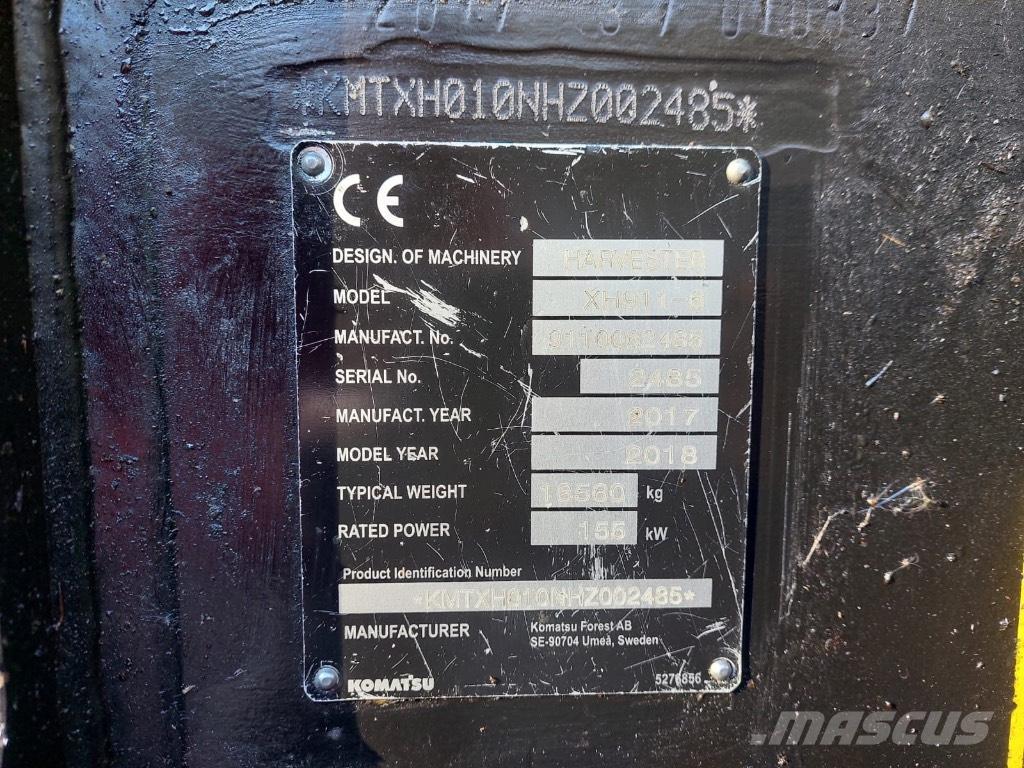 *KMTXH010NHZ002485*
CE
DESIGN. OF MACHINERY HARVESTER
MODEL XH911-6
MANUFACT. No. 9110002485
SERIAL No. 2485
MANUFACT. YEAR 2017
MODEL YEAR 2018
TYPICAL WEIGHT kg
RATED POWER 155 kW
Product Identification Number
*KMTXH010NHZ002485*
MANUFACTURER Komatsu Forest AB
SE-90704 Umeå, Sweden
KOMATSU 5276856
MASCUS